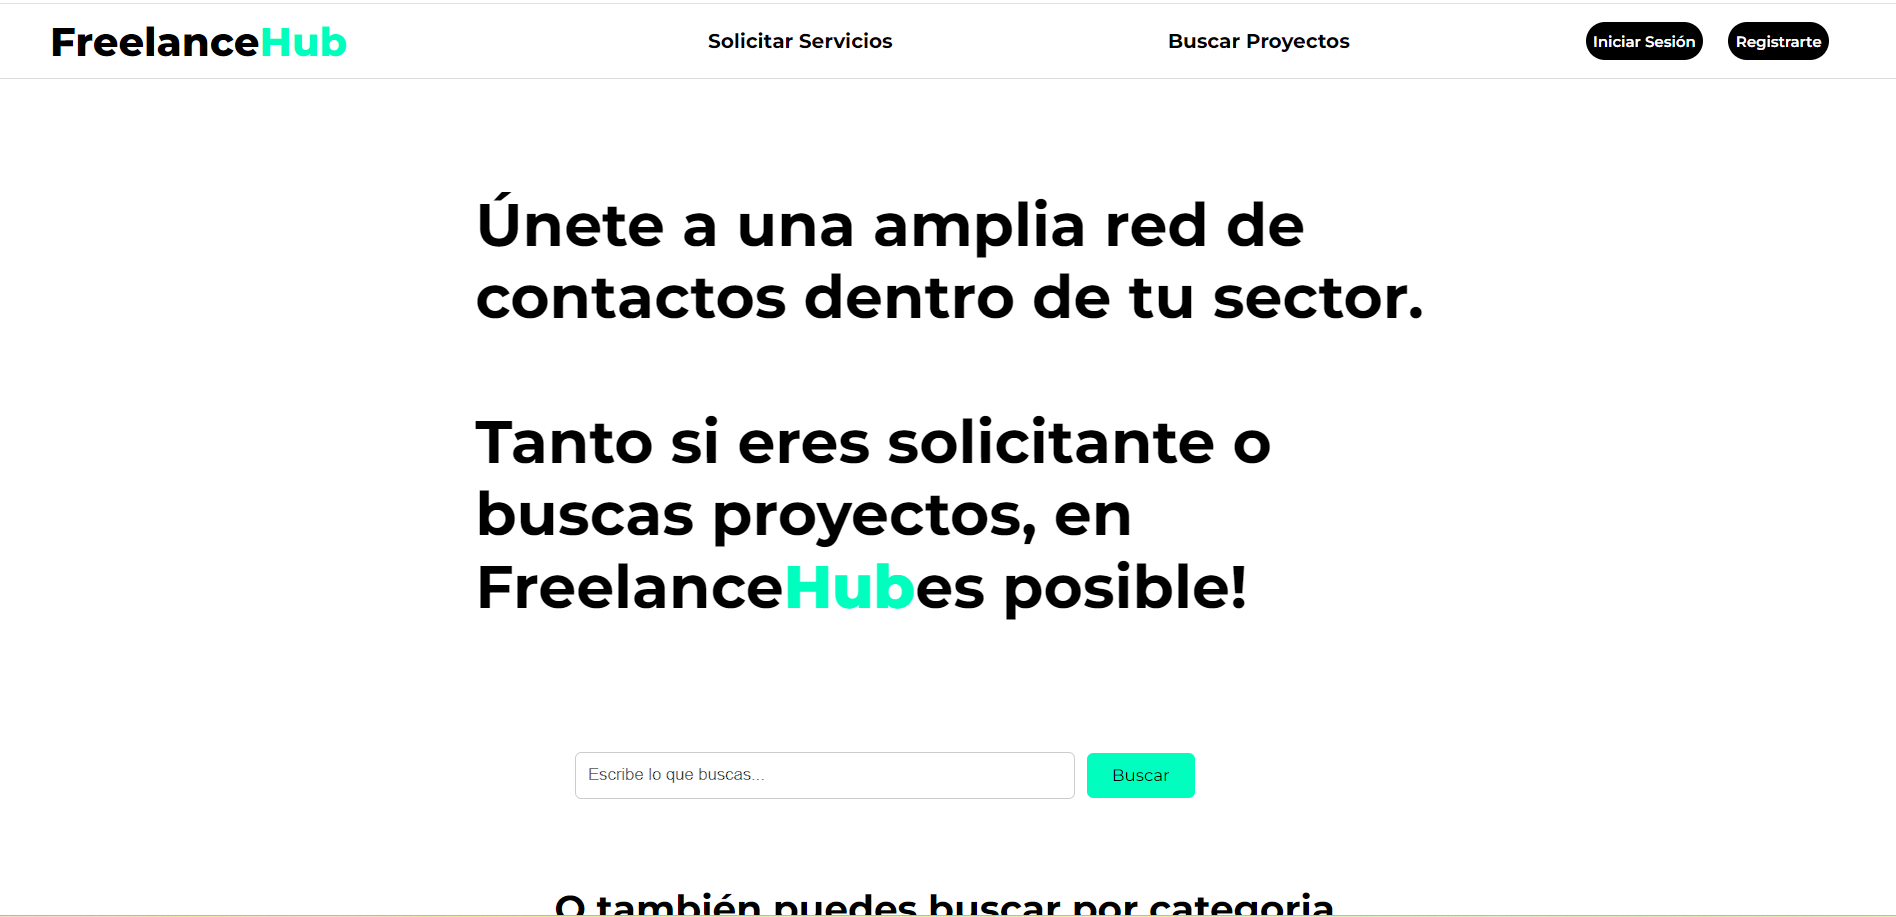 FreelanceHub
Solicitar Servicios
Buscar Proyectos
Iniciar Sesión
Registrarte
Únete a una amplia red de
contactos dentro de tu sector.
Tanto si eres solicitante o
buscas proyectos, en
FreelanceHubes posible!
Escribe lo que buscas...
Buscar
O también puedes buscar por categoria